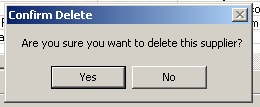 Confirm Delete
Are you sure you want to delete this supplier?
Yes
No